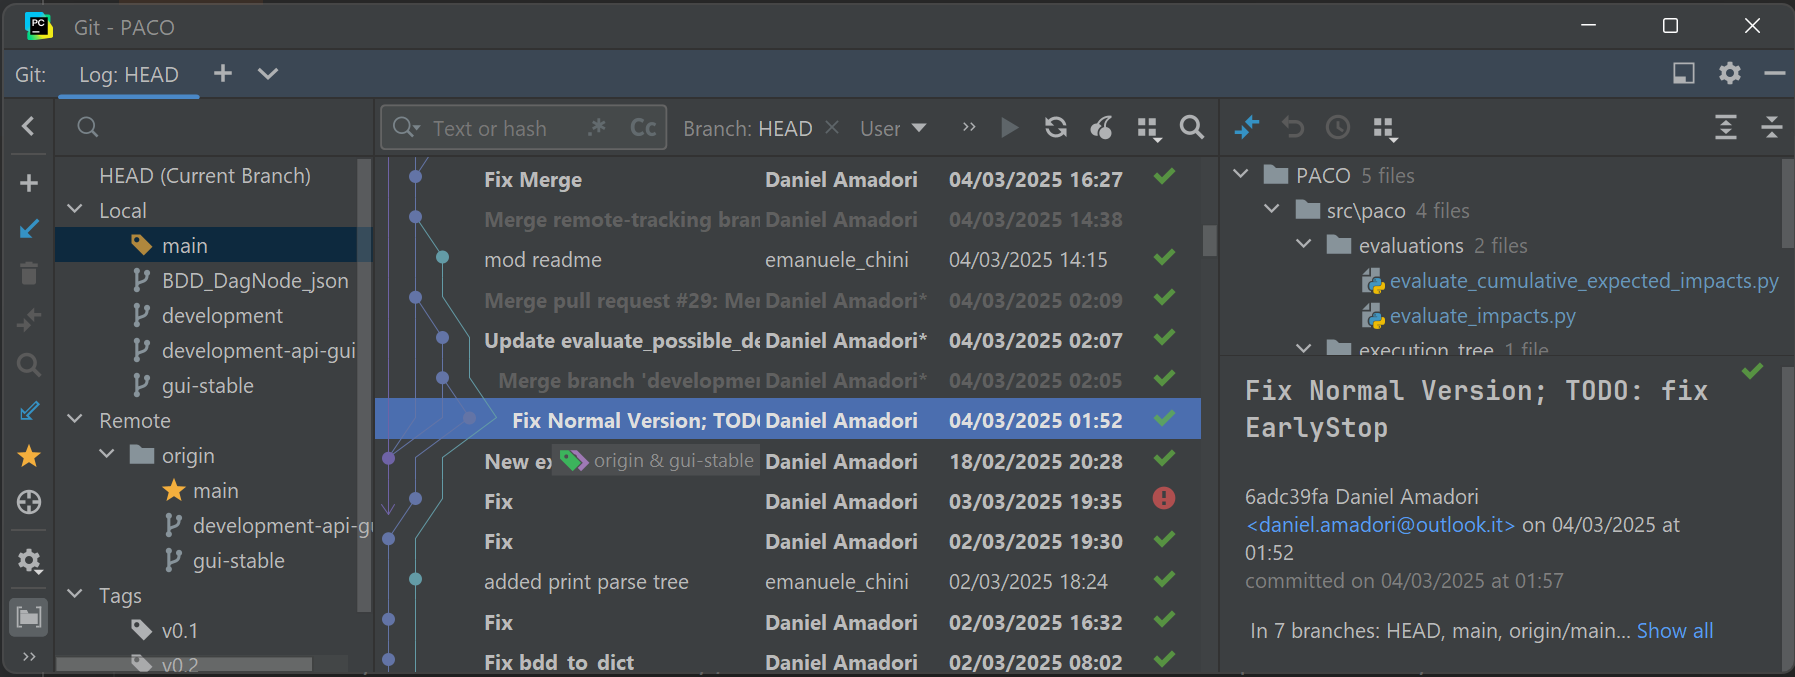 PC
Git - PACO
Git:
Log: HEAD
Text or hash
.*
Cc
Branch: HEAD
User
HEAD (Current Branch)
Local
main
BDD_DagNode_json
development
development-api-gui
gui-stable
Remote
origin
main
development-api-gu
gui-stable
Tags
v0.1
v0.2
Fix Merge Daniel Amadori 04/03/2025 16:27
Merge remote-tracking bran Daniel Amadori 04/03/2025 14:38
mod readme emanuele_chini 04/03/2025 14:15
Merge pull request #29: Mer Daniel Amadori* 04/03/2025 02:09
Update evaluate_possible_de Daniel Amadori* 04/03/2025 02:07
Merge branch 'developmen Daniel Amadori* 04/03/2025 02:05
Fix Normal Version; TODO Daniel Amadori 04/03/2025 01:52
New ex origin & gui-stable Daniel Amadori 18/02/2025 20:28
Fix Daniel Amadori 03/03/2025 19:35
Fix Daniel Amadori 02/03/2025 19:30
added print parse tree emanuele_chini 02/03/2025 18:24
Fix Daniel Amadori 02/03/2025 16:32
Fix bdd to dict Daniel Amadori 02/03/2025 08:02
PACO 5 files
src\paco 4 files
evaluations 2 files
evaluate_cumulative_expected_impacts.py
evaluate_impacts.py
execution_tree 1 file
Fix Normal Version; TODO: fix
EarlyStop
6adc39fa Daniel Amadori
<daniel.amadori@outlook.it> on 04/03/2025 at
01:52
committed on 04/03/2025 at 01:57
In 7 branches: HEAD, main, origin/main... Show all